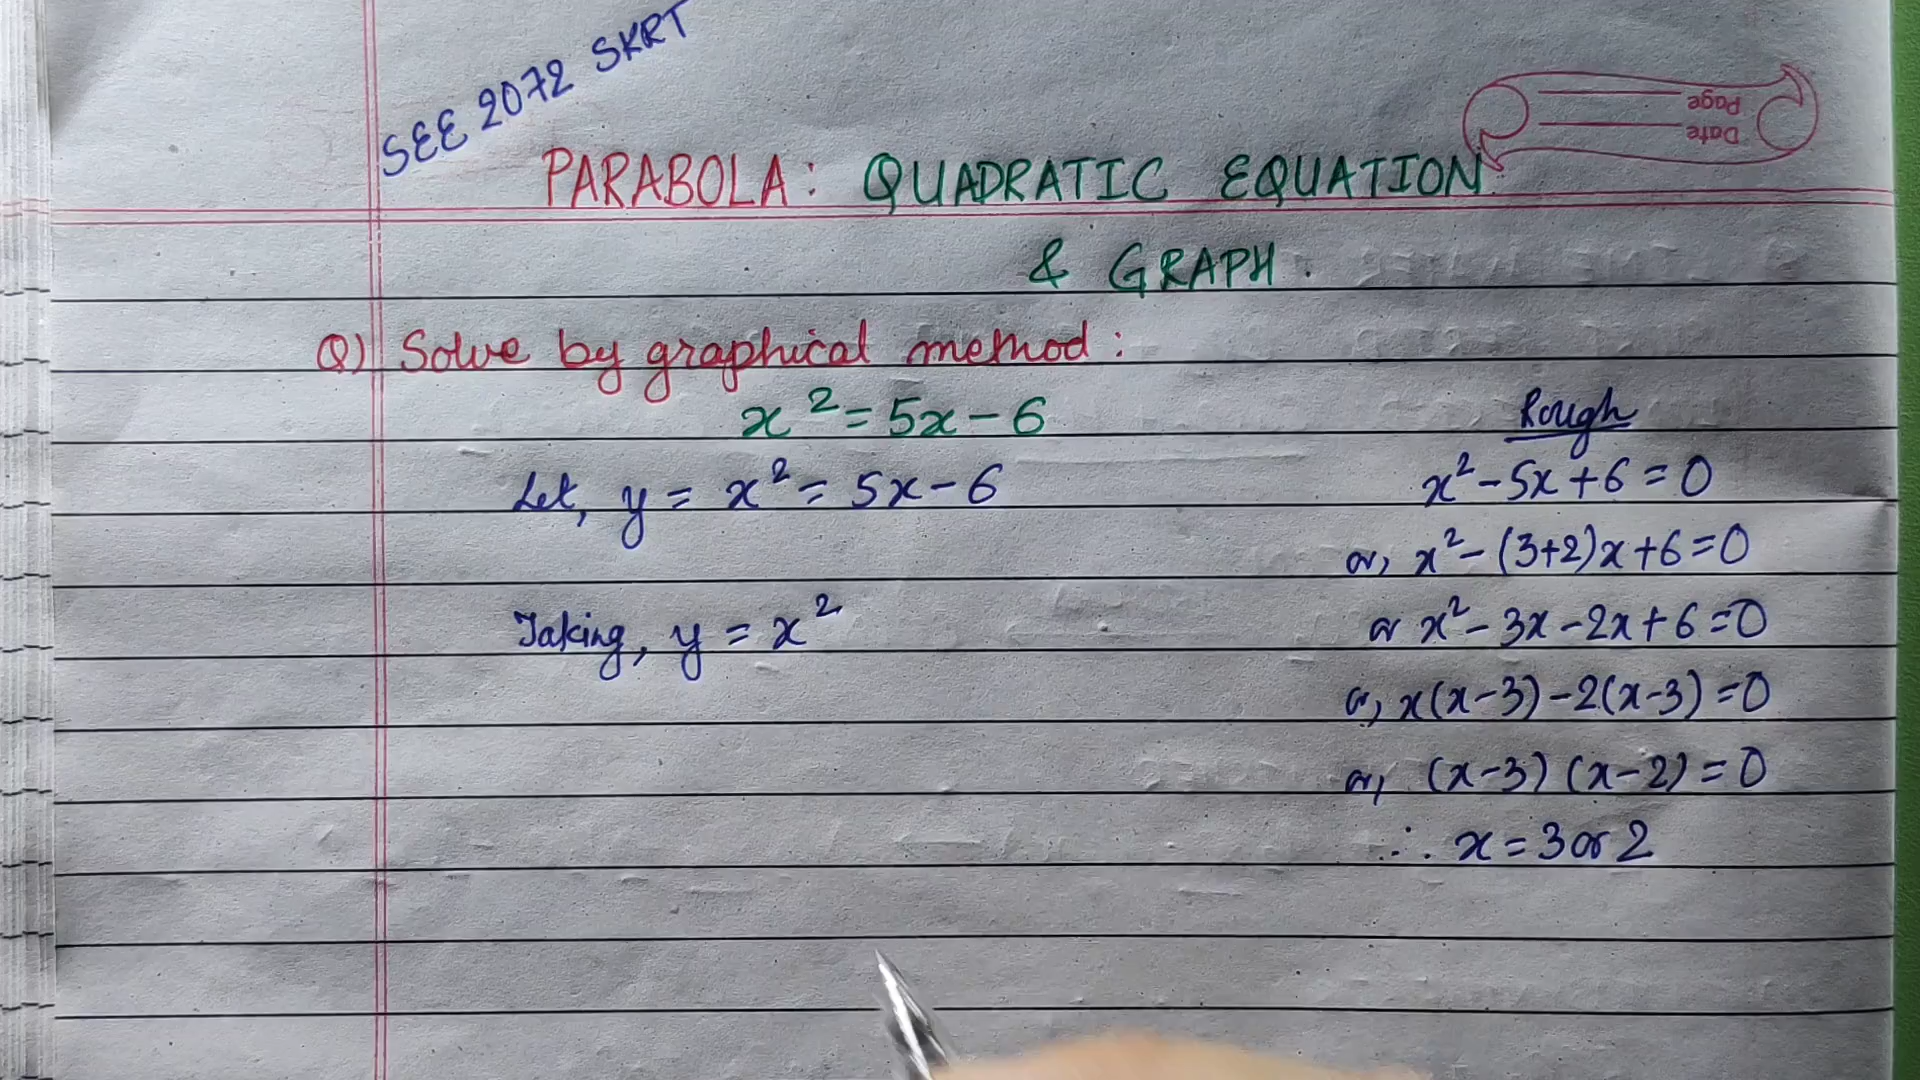 SEE 2072 SKRT
Page
Date
PARABOLA: QUADRATIC EQUATION
& GRAPH.
Q) Solve by graphical method:
x² = 5x - 6
Let, y = x² = 5x - 6
Taking, y = x²
Rough
x² - 5x + 6 = 0
or, x² - (3+2)x + 6 = 0
or x² - 3x - 2x + 6 = 0
or, x(x-3) - 2(x-3) = 0
or, (x-3) (x-2) = 0
∴ x = 3 or 2